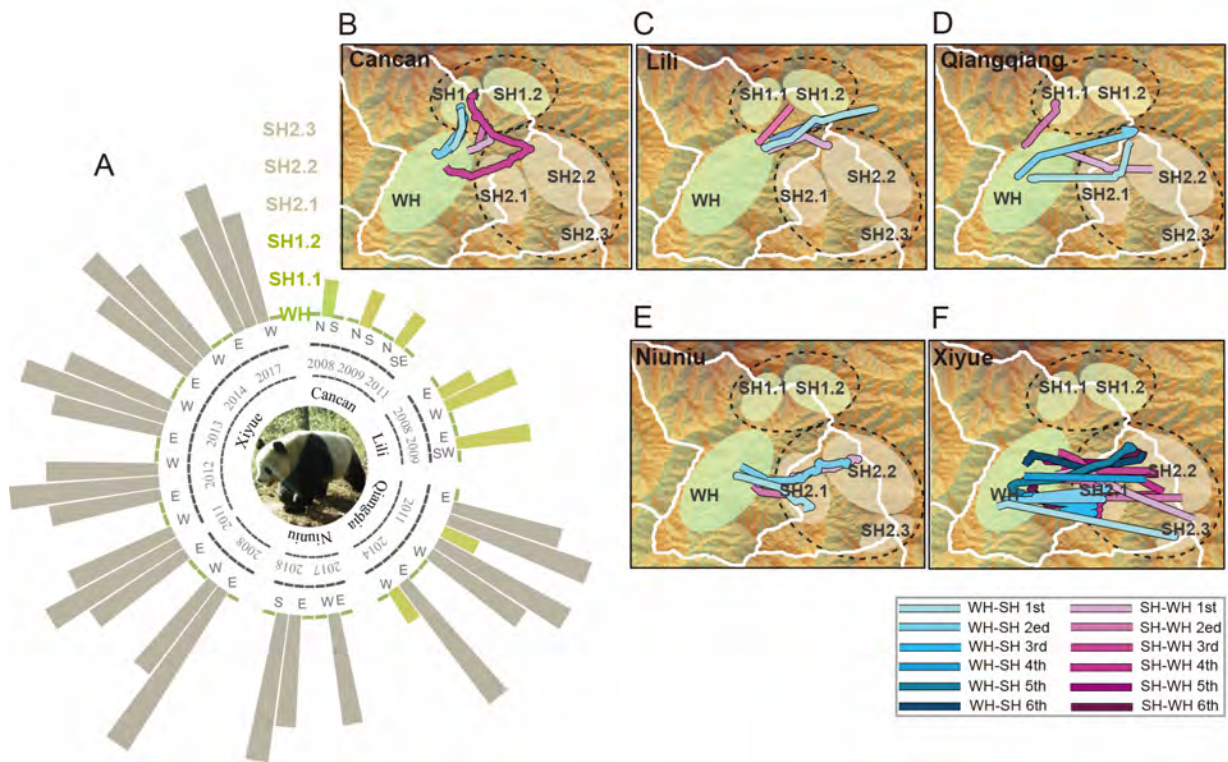 A
SH2.3
SH2.2
SH2.1
SH1.2
SH1.1
WH
N S N S N SE
E W E SW
E W E W
E W E S
E W E W E W E W E W W E W
2008 2009 2011
2008 2009
2011 2014
2017 2018
2008 2011 2012 2013 2014 2017
Cancan
Lili
Qiangqia
Niuniu
Xiyue
B
Cancan
SH1.1
SH1.2
WH
SH2.1
SH2.2
SH2.3
C
Lili
SH1.1
SH1.2
WH
SH2.1
SH2.2
SH2.3
D
Qiangqiang
SH1.1
SH1.2
WH
SH2.1
SH2.2
SH2.3
E
Niuniu
SH1.1
SH1.2
WH
SH2.1
SH2.2
SH2.3
F
Xiyue
SH1.1
SH1.2
WH
SH2.2
SH2.3
WH-SH 1st SH-WH 1st
WH-SH 2ed SH-WH 2ed
WH-SH 3rd SH-WH 3rd
WH-SH 4th SH-WH 4th
WH-SH 5th SH-WH 5th
WH-SH 6th SH-WH 6th